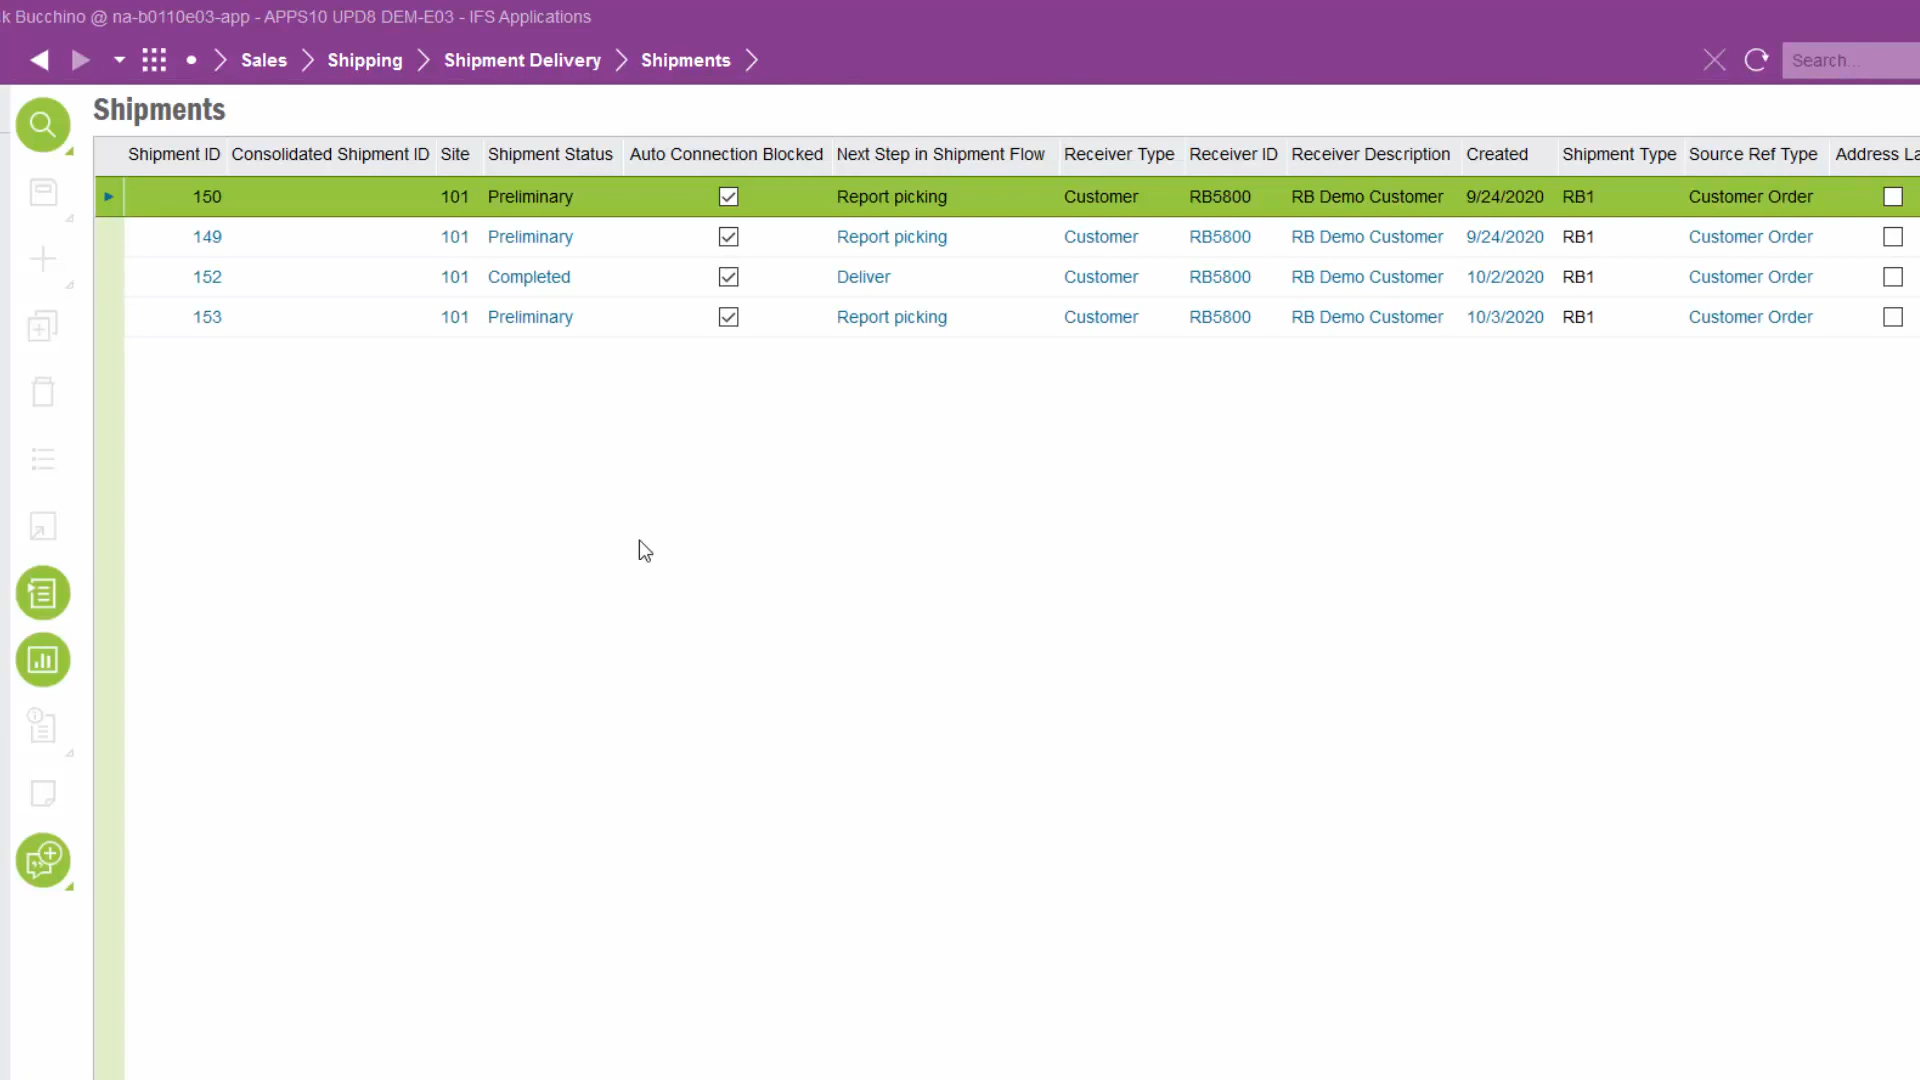 k Bucchino @ na-b0110e03-app - APPS10 UPD8 DEM-E03 - IFS Applications
Sales Shipping Shipment Delivery Shipments Search...
Shipments
Shipment ID Consolidated Shipment ID Site Shipment Status Auto Connection Blocked Next Step in Shipment Flow Receiver Type Receiver ID Receiver Description Created Shipment Type Source Ref Type Address La
150 101 Preliminary Report picking Customer RB5800 RB Demo Customer 9/24/2020 RB1 Customer Order
149 101 Preliminary Report picking Customer RB5800 RB Demo Customer 9/24/2020 RB1 Customer Order
152 101 Completed Deliver Customer RB5800 RB Demo Customer 10/2/2020 RB1 Customer Order
153 101 Preliminary Report picking Customer RB5800 RB Demo Customer 10/3/2020 RB1 Customer Order